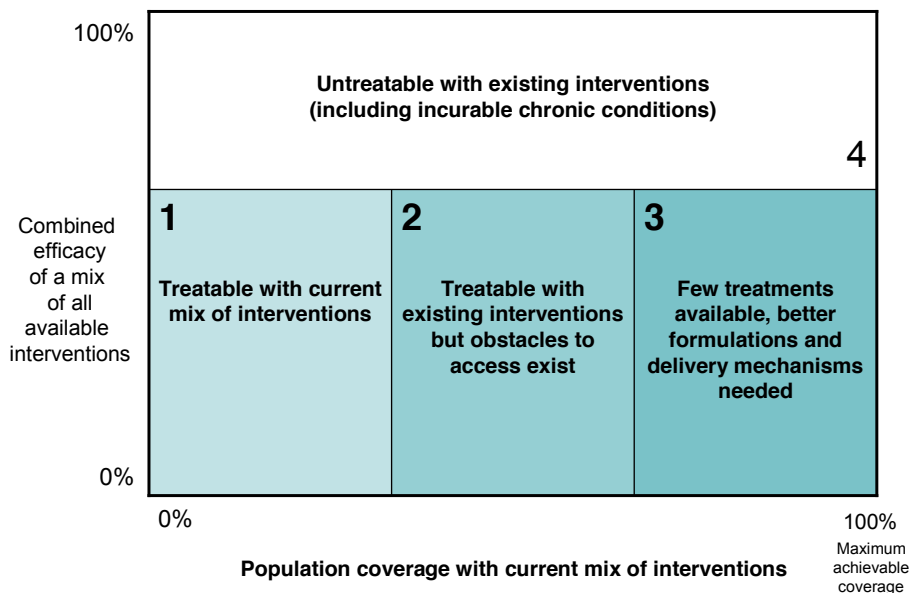 100%
Untreatable with existing interventions
(including incurable chronic conditions)
4
Combined
efficacy
of a mix
of all
available
interventions
1
Treatable with current
mix of interventions
2
Treatable with
existing interventions
but obstacles to
access exist
3
Few treatments
available, better
formulations and
delivery mechanisms
needed
0%
0%
100%
Maximum
achievable
coverage
Population coverage with current mix of interventions